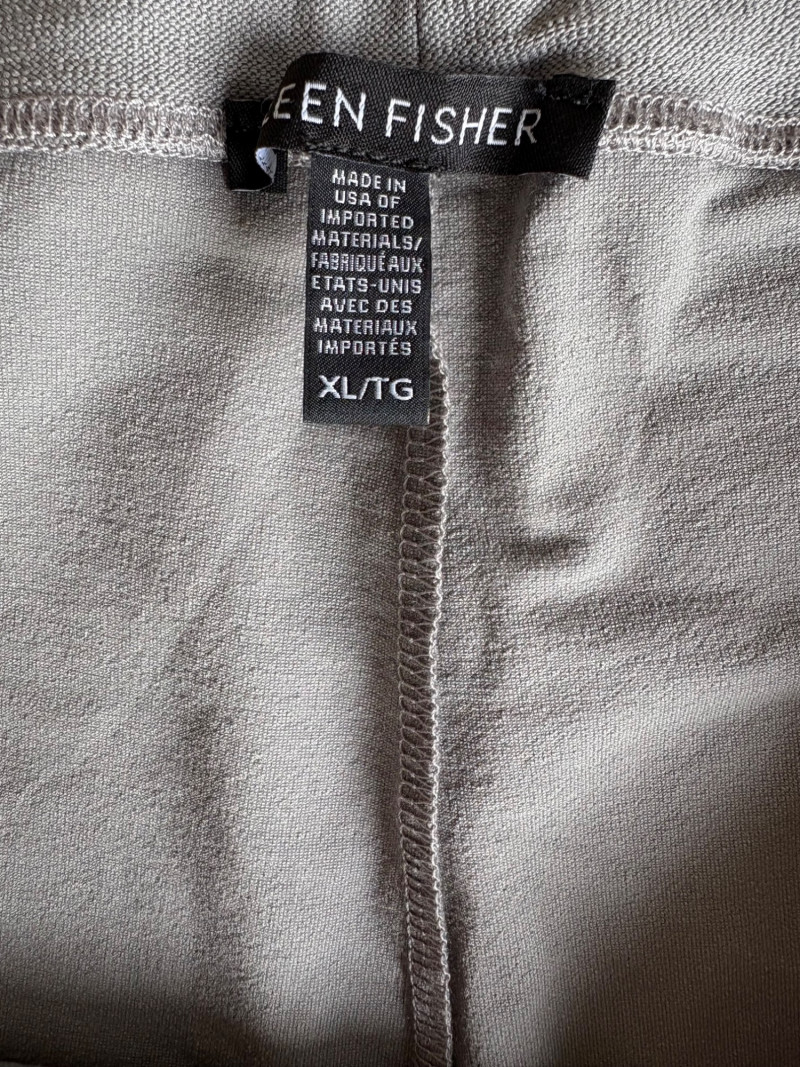 EEN FISHER
MADE IN
USA OF
IMPORTED
MATERIALS/
FABRIQUÉ AUX
ETATS-UNIS
AVEC DES
MATERIAUX
IMPORTÉS
XL/TG